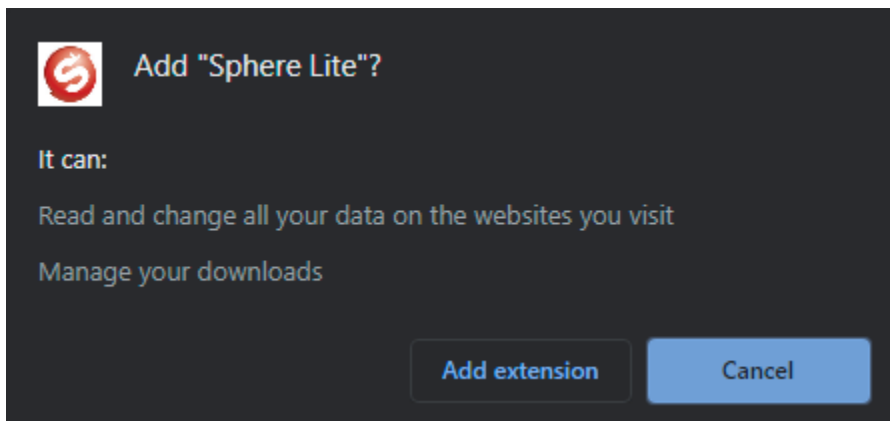 Add "Sphere Lite"?
It can:
Read and change all your data on the websites you visit
Manage your downloads
Add extension
Cancel